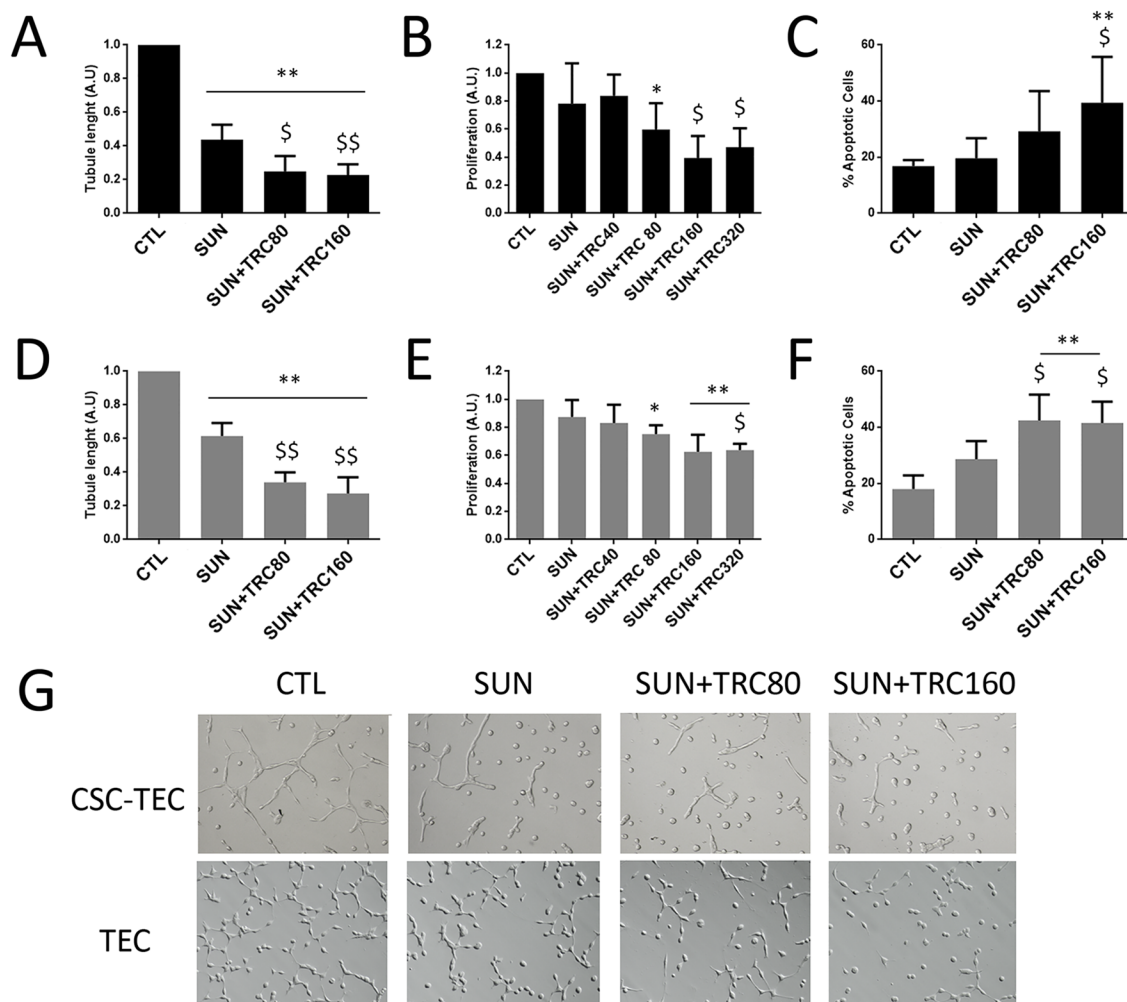 A
Tubule lenght (A.U)
1.0
0.8
0.6
0.4
0.2
0.0
**
$
$$
CTL
SUN
SUN+TRC80
SUN+TRC160
B
Proliferation (A.U.)
1.2
1.0
0.8
0.6
0.4
0.2
0.0
*
$
$
CTL
SUN
SUN+TRC40
SUN+TRC 80
SUN+TRC160
SUN+TRC320
C
% Apoptotic Cells
60
40
20
0
**
$
CTL
SUN
SUN+TRC80
SUN+TRC160
D
Tubule lenght (A.U)
1.0
0.8
0.6
0.4
0.2
0.0
**
$$
$$
CTL
SUN
SUN+TRC80
SUN+TRC160
E
Proliferation (A.U.)
1.2
1.0
0.8
0.6
0.4
0.2
0.0
*
**
$
CTL
SUN
SUN+TRC40
SUN+TRC 80
SUN+TRC160
SUN+TRC320
F
% Apoptotic Cells
60
40
20
0
**
$
$
CTL
SUN
SUN+TRC80
SUN+TRC160
G
CTL
SUN
SUN+TRC80
SUN+TRC160
CSC-TEC
TEC